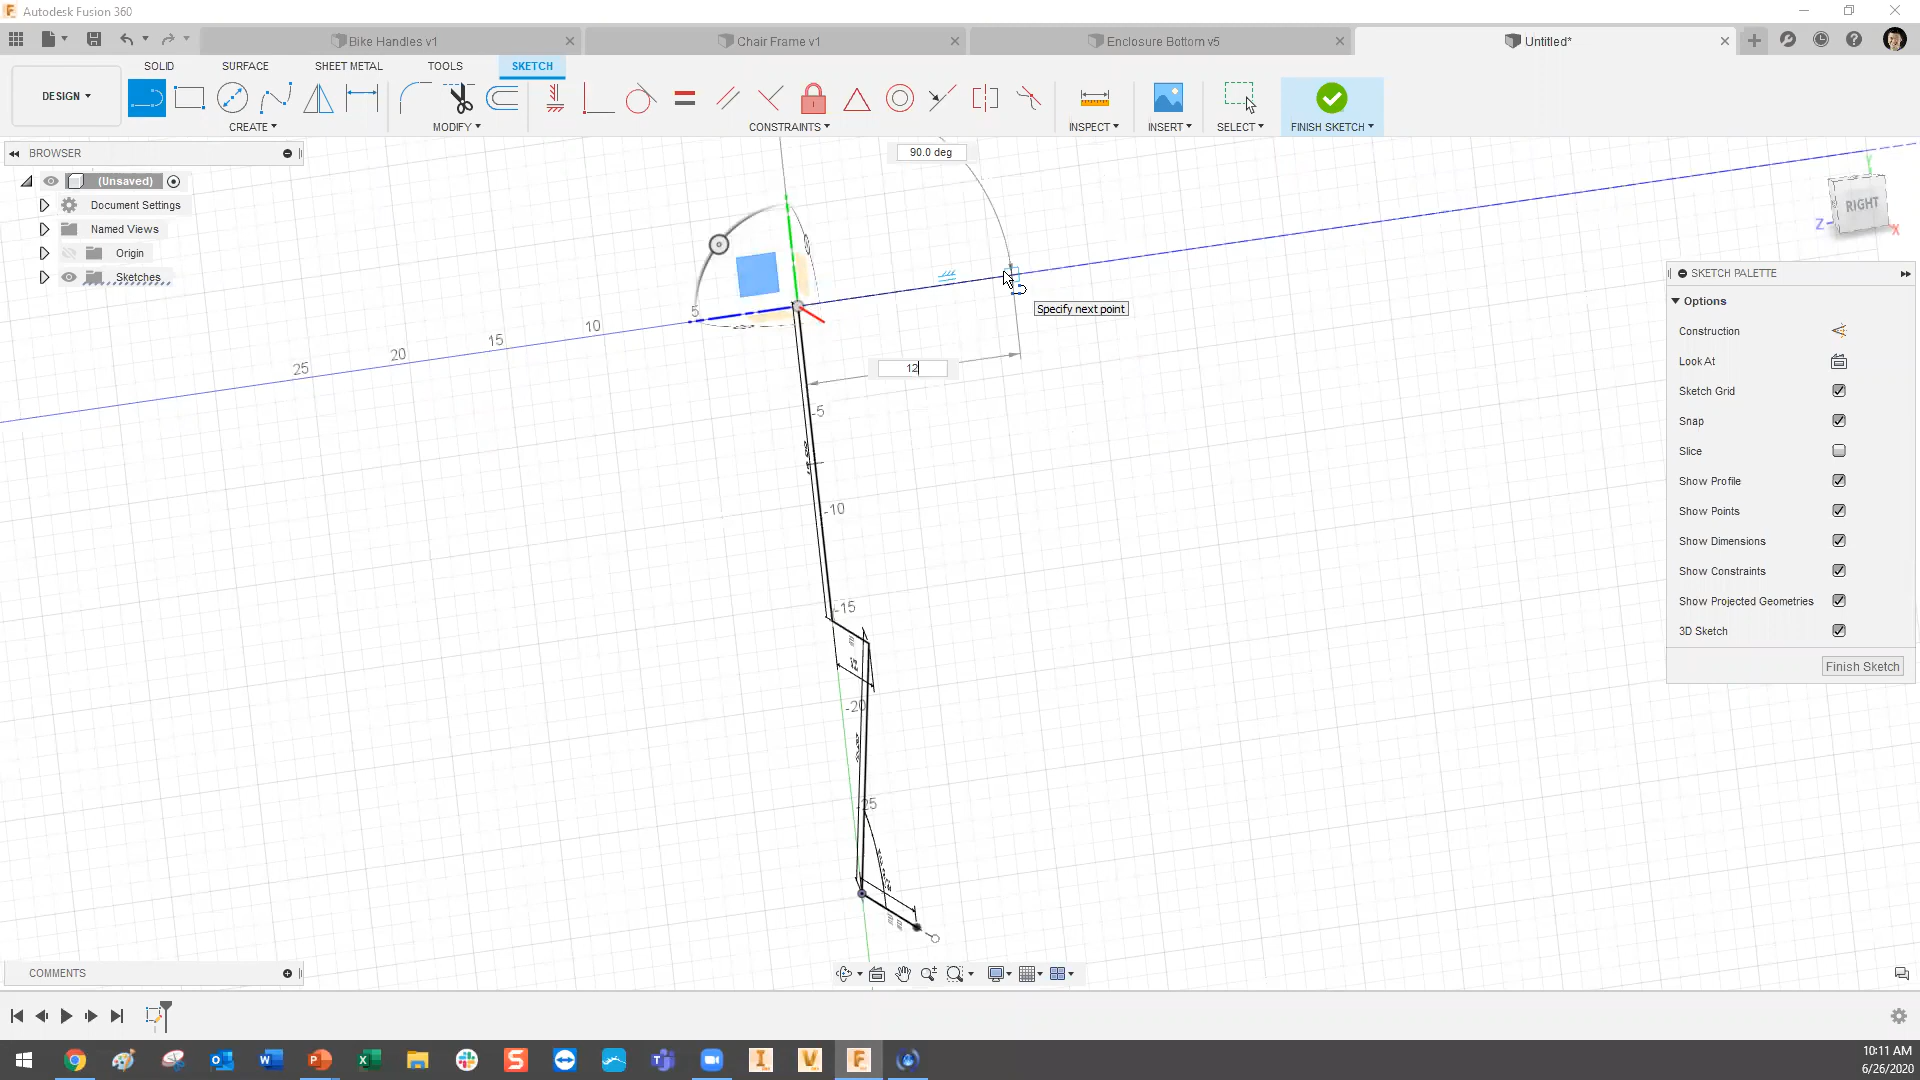 Autodesk Fusion 360
Bike Handles v1
Chair Frame v1
Enclosure Bottom v5
Untitled*
SOLID
SURFACE
SHEET METAL
TOOLS
SKETCH
DESIGN
CREATE
MODIFY
CONSTRAINTS
INSPECT
INSERT
SELECT
FINISH SKETCH
BROWSER
(Unsaved)
Document Settings
Named Views
Origin
Sketches
90.0 deg
RIGHT
Y
Z
X
Specify next point
12
5
10
15
20
25
-5
-10
-15
-20
-25
SKETCH PALETTE
Options
Construction
Look At
Sketch Grid
Snap
Slice
Show Profile
Show Points
Show Dimensions
Show Constraints
Show Projected Geometries
3D Sketch
Finish Sketch
COMMENTS
10:11 AM
6/26/2020